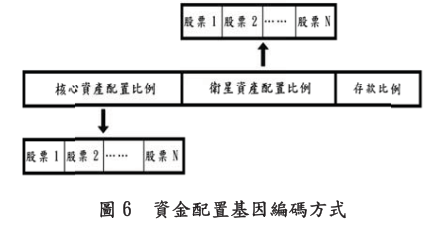 股票1 股票2 …… 股票N
核心資產配置比例 衛星資產配置比例 存款比例
股票1 股票2 …… 股票N
圖 6 資金配置基因編碼方式